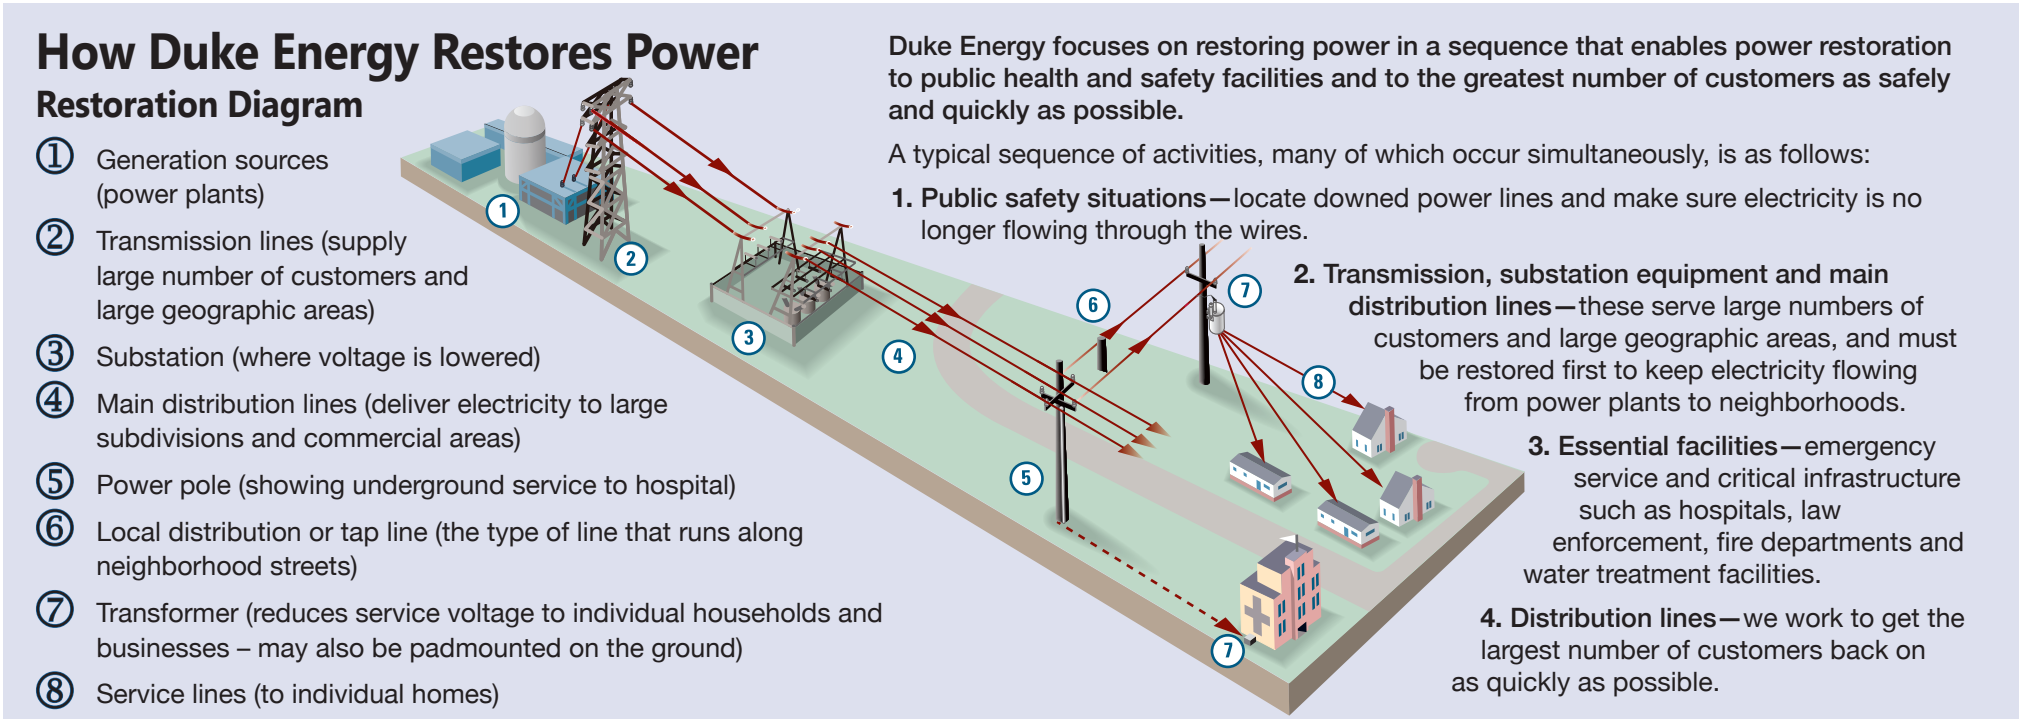 How Duke Energy Restores Power
Restoration Diagram
1 Generation sources
(power plants)
2 Transmission lines (supply
large number of customers and
large geographic areas)
3 Substation (where voltage is lowered)
4 Main distribution lines (deliver electricity to large
subdivisions and commercial areas)
5 Power pole (showing underground service to hospital)
6 Local distribution or tap line (the type of line that runs along
neighborhood streets)
7 Transformer (reduces service voltage to individual households and
businesses – may also be padmounted on the ground)
8 Service lines (to individual homes)
Duke Energy focuses on restoring power in a sequence that enables power restoration
to public health and safety facilities and to the greatest number of customers as safely
and quickly as possible.
A typical sequence of activities, many of which occur simultaneously, is as follows:
1. Public safety situations—locate downed power lines and make sure electricity is no
longer flowing through the wires.
2. Transmission, substation equipment and main
distribution lines—these serve large numbers of
customers and large geographic areas, and must
be restored first to keep electricity flowing
from power plants to neighborhoods.
3. Essential facilities—emergency
service and critical infrastructure
such as hospitals, law
enforcement, fire departments and
water treatment facilities.
4. Distribution lines—we work to get the
largest number of customers back on
as quickly as possible.
1
2
3
4
5
6
7
8
7